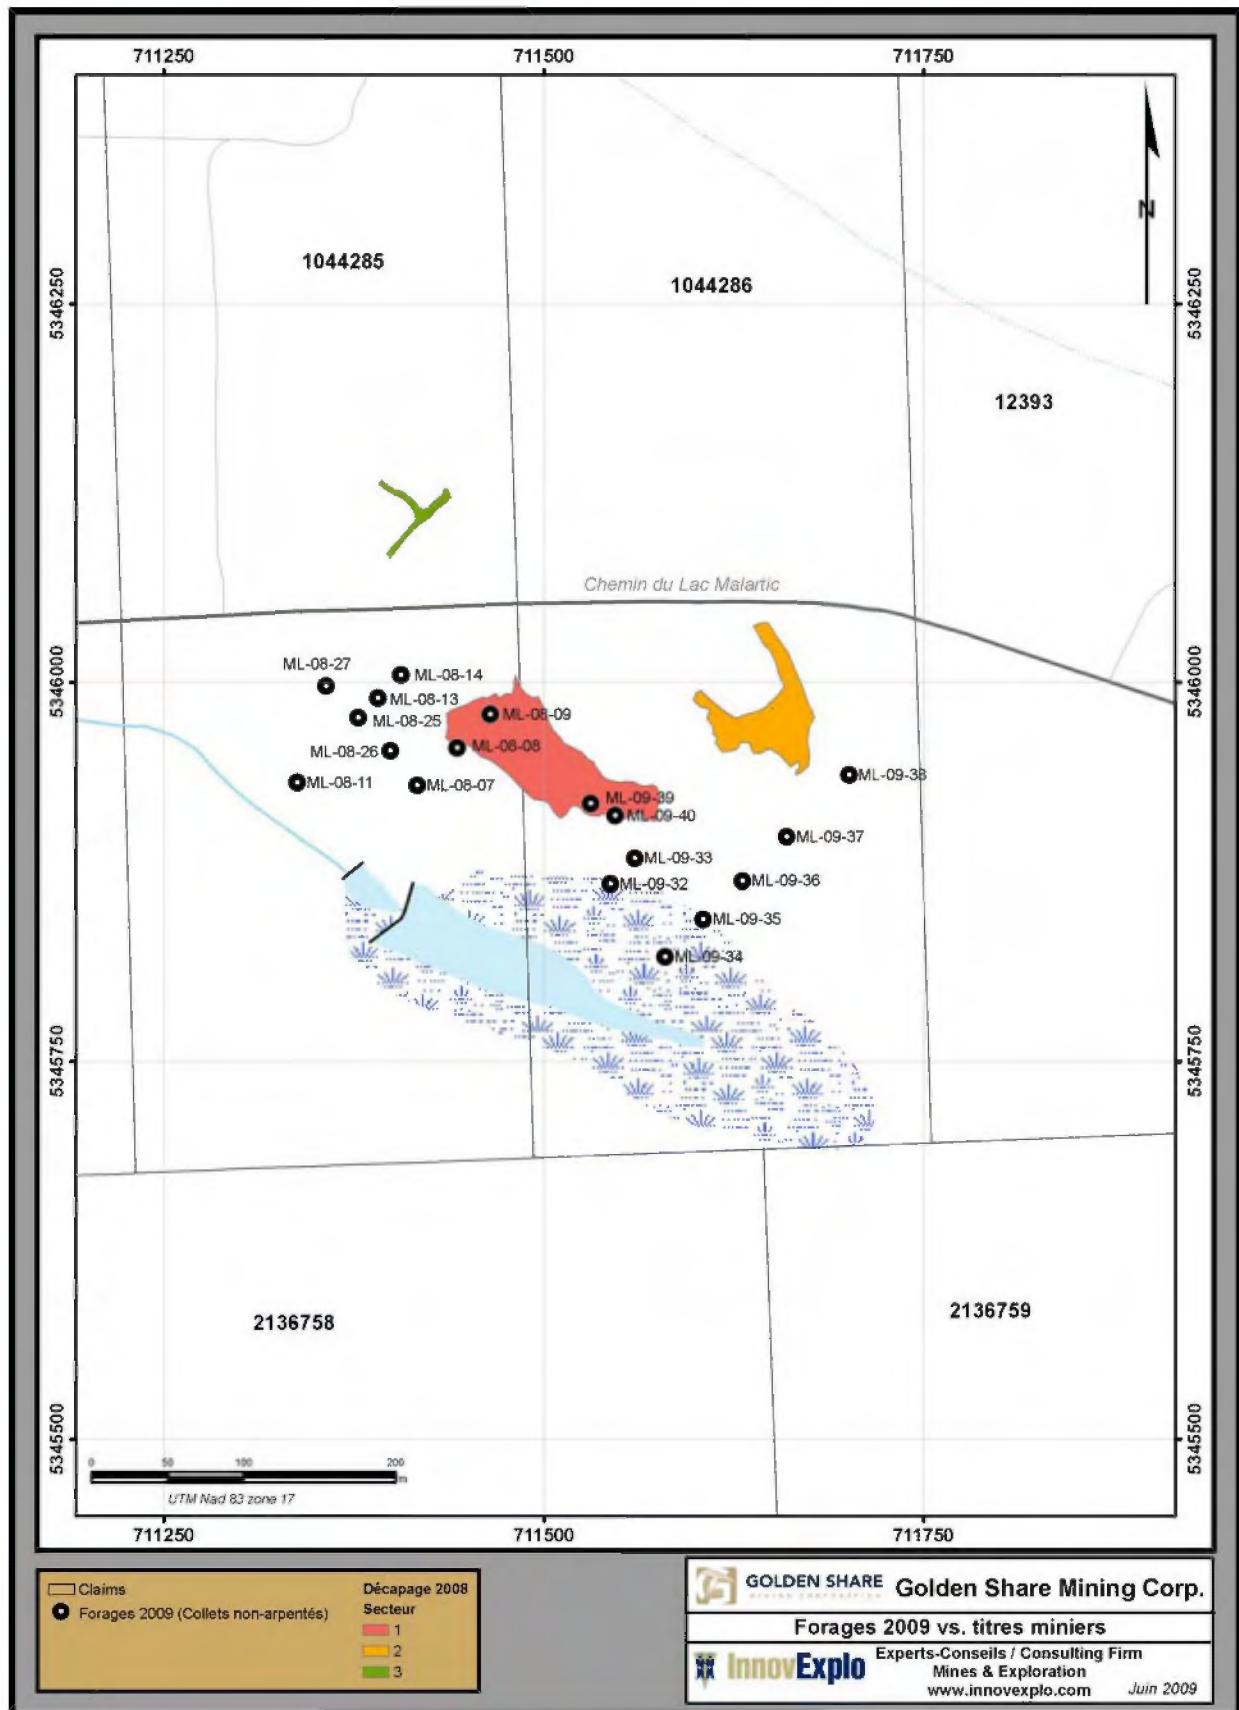 711250 711500 711750
N
1044285
1044286
5346250
5346250
12393
Chemin du Lac Malartic
5346000
5346000
ML-08-27
ML-08-14
ML-08-13
ML-08-25
ML-08-09
ML-08-26
ML-08-08
ML-08-11
ML-08-07
ML-09-38
ML-09-39
ML-09-40
ML-09-37
ML-09-33
ML-09-32
ML-09-36
ML-09-35
ML-09-34
5345750
5345750
2136758
2136759
5345500
5345500
0 50 100 200
m
UTM Nad 83 zone 17
711250 711500 711750
Claims
Forages 2009 (Collets non-arpentés)
Décapage 2008
Secteur
1
2
3
GOLDEN SHARE
MINING CORPORATION
Golden Share Mining Corp.
Forages 2009 vs. titres miniers
InnovExplo
Experts-Conseils / Consulting Firm
Mines & Exploration
www.innovexplo.com
Juin 2009